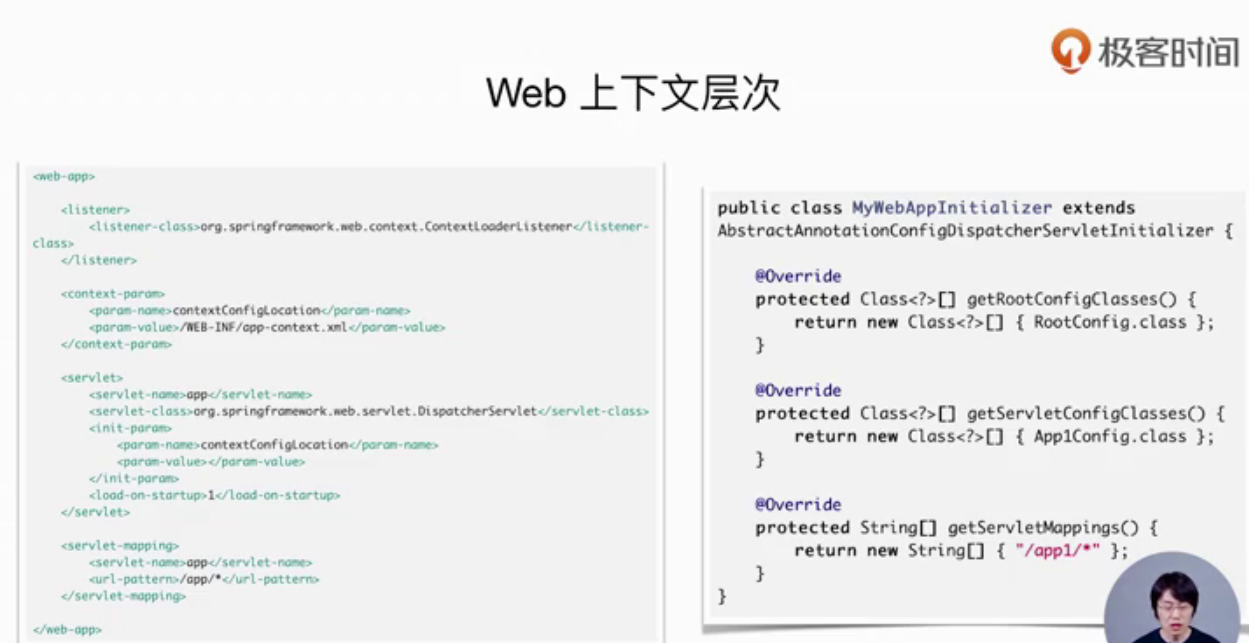 极客时间
Web 上下文层次
<web-app>
<listener>
<listener-class>org.springframework.web.context.ContextLoaderListener</listener-
class>
</listener>
<context-param>
<param-name>contextConfigLocation</param-name>
<param-value>/WEB-INF/app-context.xml</param-value>
</context-param>
<servlet>
<servlet-name>app</servlet-name>
<servlet-class>org.springframework.web.servlet.DispatcherServlet</servlet-class>
<init-param>
<param-name>contextConfigLocation</param-name>
<param-value></param-value>
</init-param>
<load-on-startup>1</load-on-startup>
</servlet>
<servlet-mapping>
<servlet-name>app</servlet-name>
<url-pattern>/app/*</url-pattern>
</servlet-mapping>
</web-app>
public class MyWebAppInitializer extends
AbstractAnnotationConfigDispatcherServletInitializer {
@Override
protected Class<?>[] getRootConfigClasses() {
return new Class<?>[] { RootConfig.class };
}
@Override
protected Class<?>[] getServletConfigClasses() {
return new Class<?>[] { App1Config.class };
}
@Override
protected String[] getServletMappings() {
return new String[] { "/app1/*" };
}
}